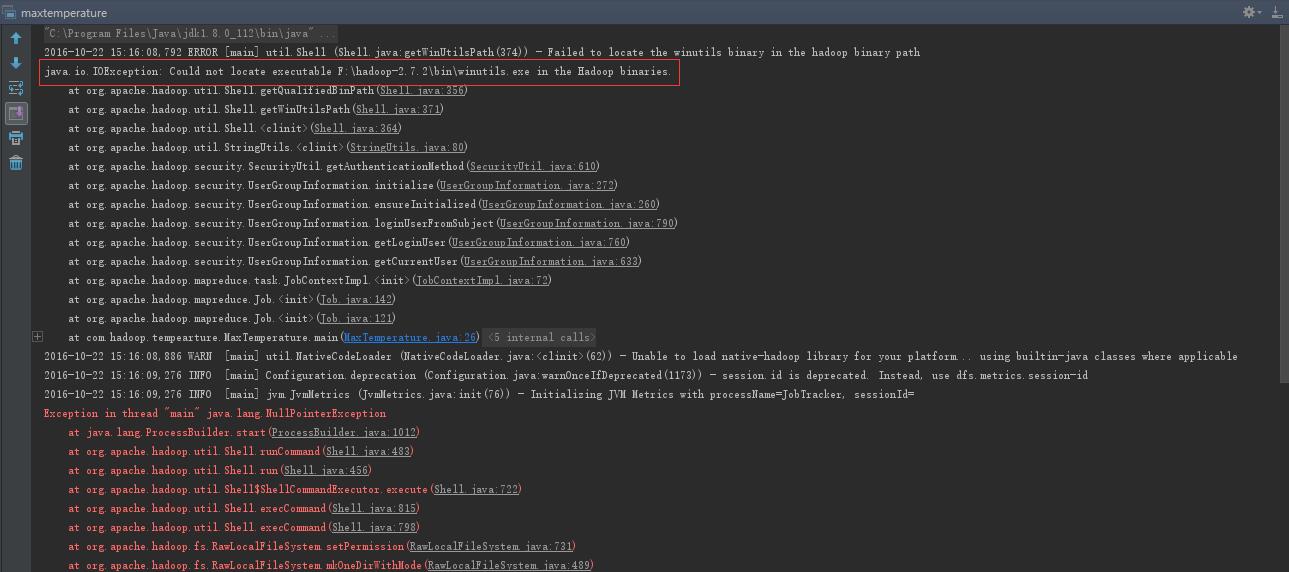 maxtemperature
"C:\Program Files\Java\jdk1.8.0_112\bin\java" ...
2016-10-22 15:16:08,792 ERROR [main] util.Shell (Shell.java:getWinUtilsPath(374)) - Failed to locate the winutils binary in the hadoop binary path
java.io.IOException: Could not locate executable F:\hadoop-2.7.2\bin\winutils.exe in the Hadoop binaries.
at org.apache.hadoop.util.Shell.getQualifiedBinPath(Shell.java:356)
at org.apache.hadoop.util.Shell.getWinUtilsPath(Shell.java:371)
at org.apache.hadoop.util.Shell.<clinit>(Shell.java:364)
at org.apache.hadoop.util.StringUtils.<clinit>(StringUtils.java:80)
at org.apache.hadoop.security.SecurityUtil.getAuthenticationMethod(SecurityUtil.java:610)
at org.apache.hadoop.security.UserGroupInformation.initialize(UserGroupInformation.java:272)
at org.apache.hadoop.security.UserGroupInformation.ensureInitialized(UserGroupInformation.java:260)
at org.apache.hadoop.security.UserGroupInformation.loginUserFromSubject(UserGroupInformation.java:790)
at org.apache.hadoop.security.UserGroupInformation.getLoginUser(UserGroupInformation.java:760)
at org.apache.hadoop.security.UserGroupInformation.getCurrentUser(UserGroupInformation.java:633)
at org.apache.hadoop.mapreduce.task.JobContextImpl.<init>(JobContextImpl.java:72)
at org.apache.hadoop.mapreduce.Job.<init>(Job.java:142)
at org.apache.hadoop.mapreduce.Job.<init>(Job.java:121)
at com.hadoop.tempearture.MaxTemperature.main(MaxTemperature.java:26) <5 internal calls>
2016-10-22 15:16:08,886 WARN  [main] util.NativeCodeLoader (NativeCodeLoader.java:<clinit>(62)) - Unable to load native-hadoop library for your platform... using builtin-java classes where applicable
2016-10-22 15:16:09,276 INFO  [main] Configuration.deprecation (Configuration.java:warnOnceIfDeprecated(1173)) - session.id is deprecated. Instead, use dfs.metrics.session-id
2016-10-22 15:16:09,276 INFO  [main] jvm.JvmMetrics (JvmMetrics.java:init(76)) - Initializing JVM Metrics with processName=JobTracker, sessionId=
Exception in thread "main" java.lang.NullPointerException
at java.lang.ProcessBuilder.start(ProcessBuilder.java:1012)
at org.apache.hadoop.util.Shell.runCommand(Shell.java:483)
at org.apache.hadoop.util.Shell.run(Shell.java:456)
at org.apache.hadoop.util.Shell$ShellCommandExecutor.execute(Shell.java:722)
at org.apache.hadoop.util.Shell.execCommand(Shell.java:815)
at org.apache.hadoop.util.Shell.execCommand(Shell.java:798)
at org.apache.hadoop.fs.RawLocalFileSystem.setPermission(RawLocalFileSystem.java:731)
at org.apache.hadoop.fs.RawLocalFileSystem.mkOneDirWithMode(RawLocalFileSystem.java:489)